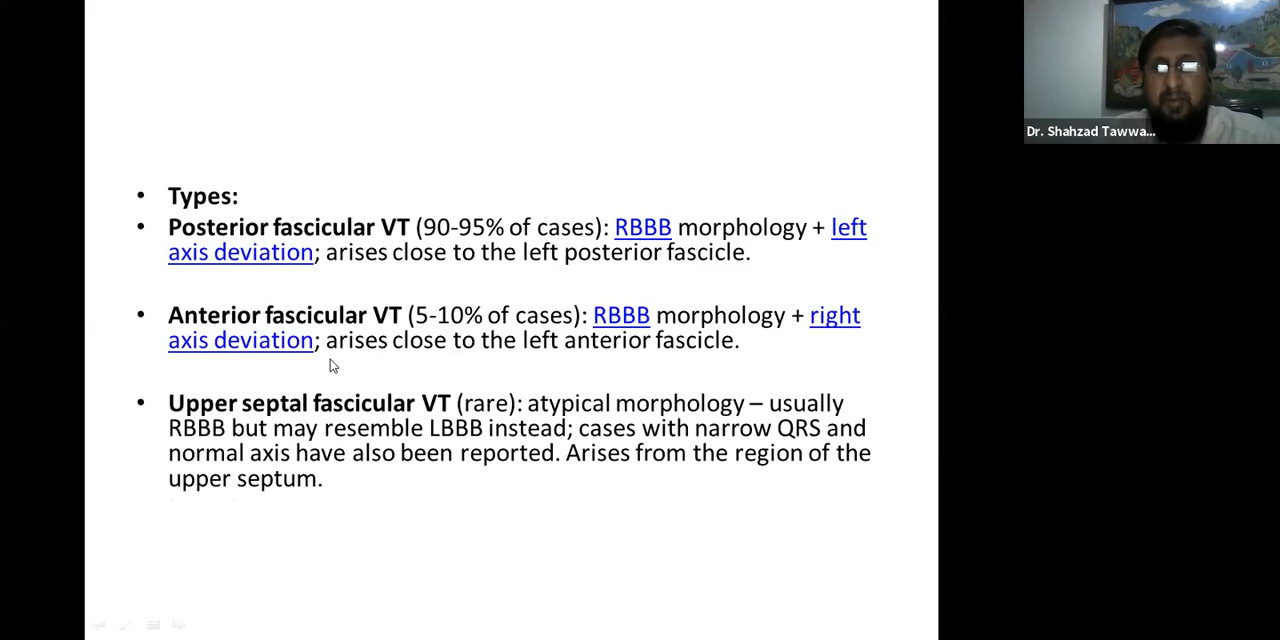 Dr. Shahzad Tawwa...
• Types:
• Posterior fascicular VT (90-95% of cases): RBBB morphology + left
axis deviation; arises close to the left posterior fascicle.
• Anterior fascicular VT (5-10% of cases): RBBB morphology + right
axis deviation; arises close to the left anterior fascicle.
• Upper septal fascicular VT (rare): atypical morphology – usually
RBBB but may resemble LBBB instead; cases with narrow QRS and
normal axis have also been reported. Arises from the region of the
upper septum.